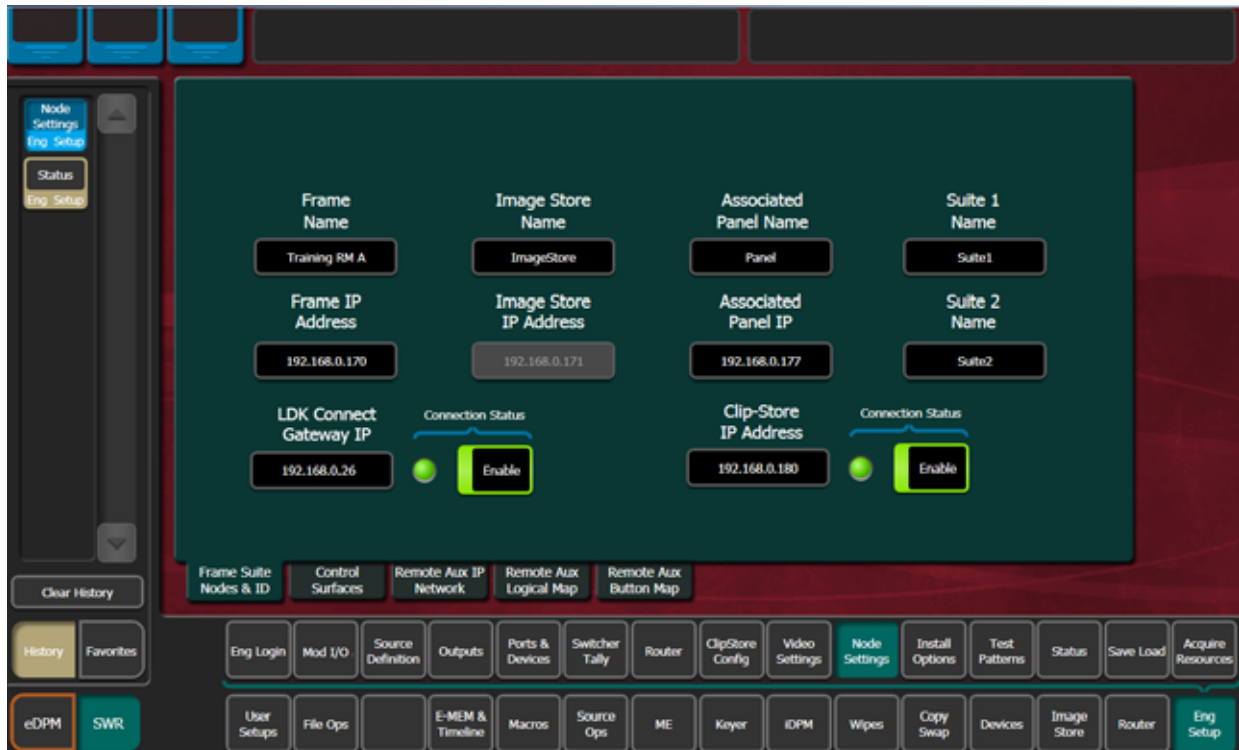 Node
Settings
Eng Setup
Status
Eng Setup
Clear History
History
Favorites
eDPM
SWR
Frame
Name
Image Store
Name
Associated
Panel Name
Suite 1
Name
Training RM A
ImageStore
Panel
Suite1
Frame IP
Address
Image Store
IP Address
Associated
Panel IP
Suite 2
Name
192.168.0.170
192.168.0.171
192.168.0.177
Suite2
LDK Connect
Gateway IP
Connection Status
Clip-Store
IP Address
Connection Status
192.168.0.26
Enable
192.168.0.180
Enable
Frame Suite
Nodes & ID
Control
Surfaces
Remote Aux IP
Network
Remote Aux
Logical Map
Remote Aux
Button Map
Eng Login
Mod I/O
Source
Definition
Outputs
Ports &
Devices
Switcher
Tally
Router
ClipStore
Config
Video
Settings
Node
Settings
Install
Options
Test
Patterns
Status
Save Load
Acquire
Resources
User
Setups
File Ops
E-MEM &
Timeline
Macros
Source
Ops
ME
Keyer
iDPM
Wipes
Copy
Swap
Devices
Image
Store
Router
Eng
Setup